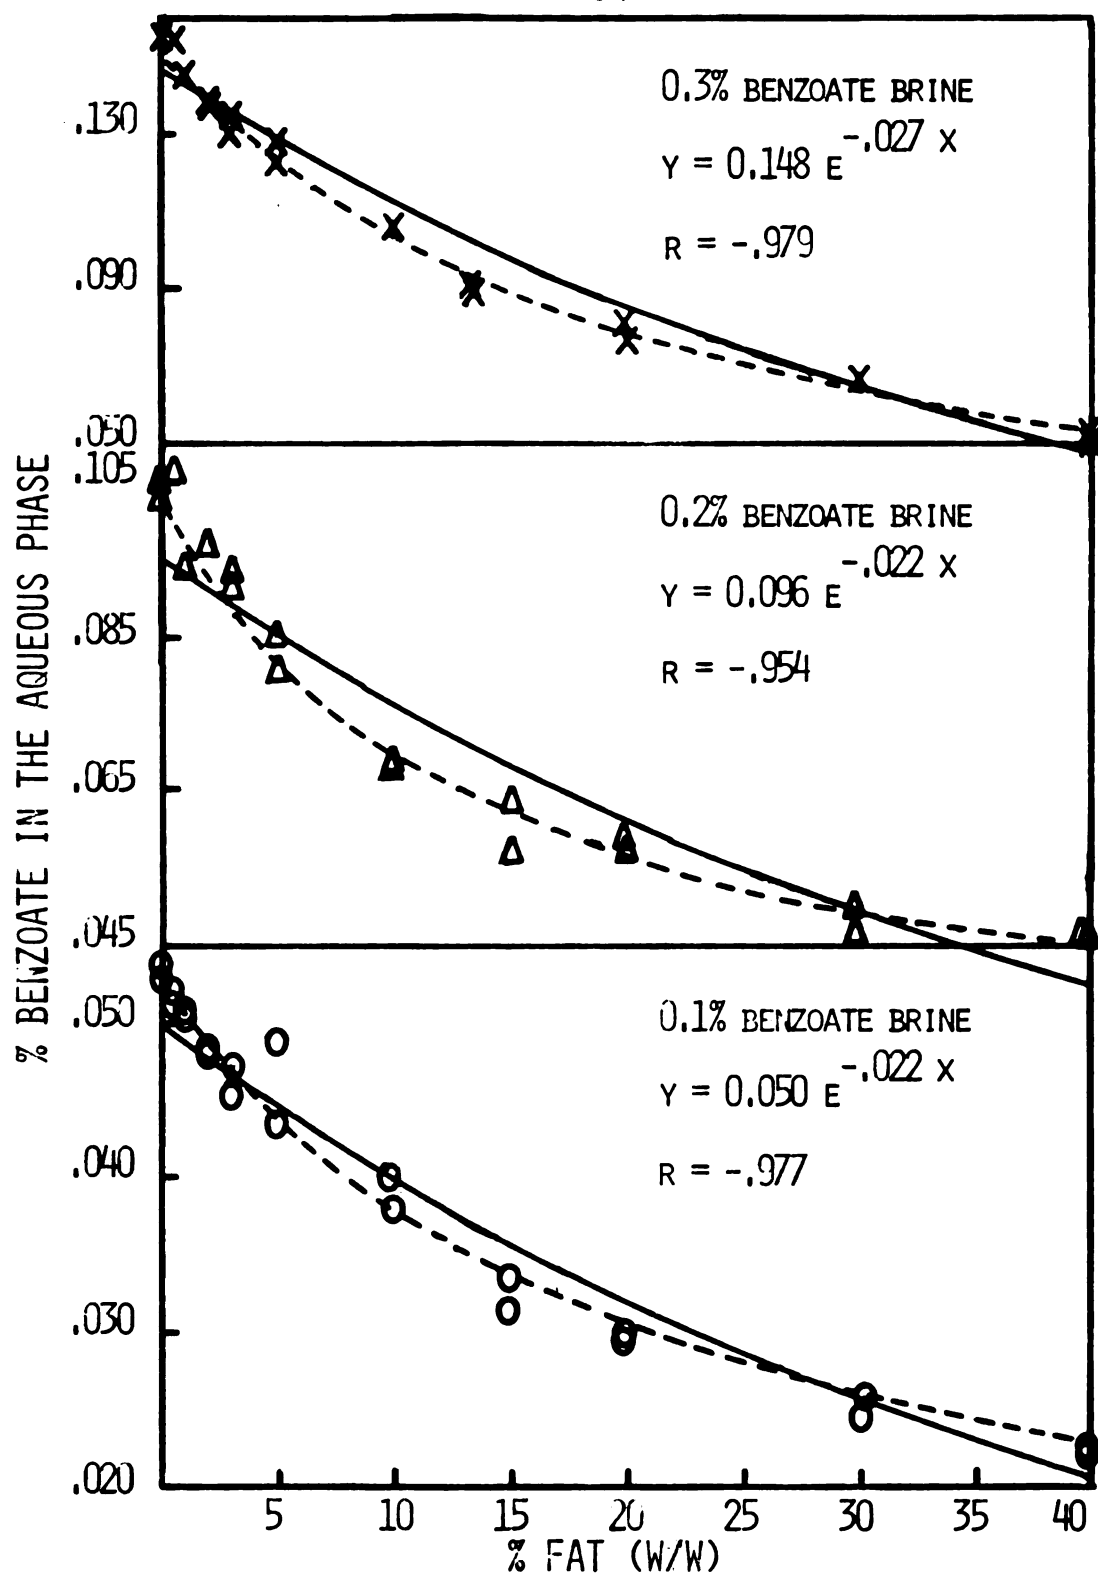 0.3% BENZOATE BRINE
Y = 0.148 E-.027 X
R = -.979
.130
.090
.050
0.2% BENZOATE BRINE
Y = 0.096 E-.022 X
R = -.954
.105
.085
.065
.045
0.1% BENZOATE BRINE
Y = 0.050 E-.022 X
R = -.977
.050
.040
.030
.020
5 10 15 20 25 30 35 40
% FAT (W/W)
% BENZOATE IN THE AQUEOUS PHASE